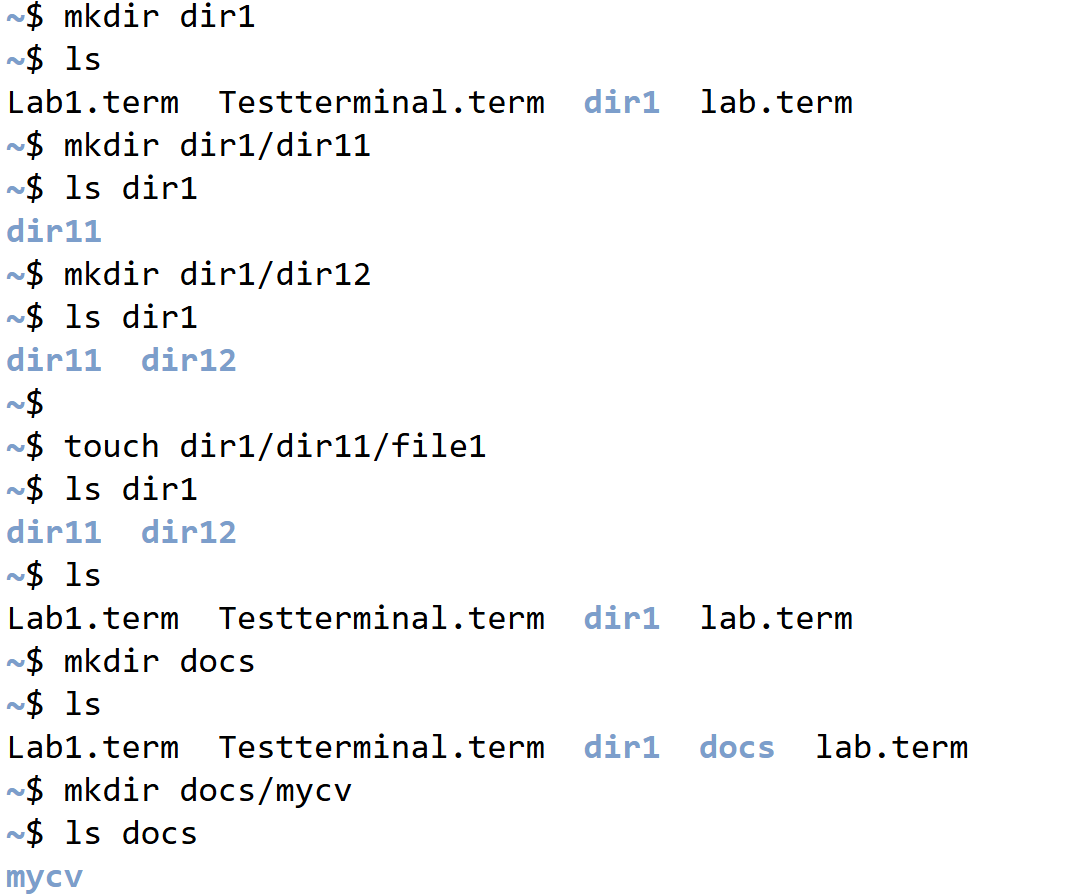 ~$ mkdir dir1
~$ ls
Lab1.term  Testterminal.term  dir1  lab.term
~$ mkdir dir1/dir11
~$ ls dir1
dir11
~$ mkdir dir1/dir12
~$ ls dir1
dir11  dir12
~$
~$ touch dir1/dir11/file1
~$ ls dir1
dir11  dir12
~$ ls
Lab1.term  Testterminal.term  dir1  lab.term
~$ mkdir docs
~$ ls
Lab1.term  Testterminal.term  dir1  docs  lab.term
~$ mkdir docs/mycv
~$ ls docs
mycv